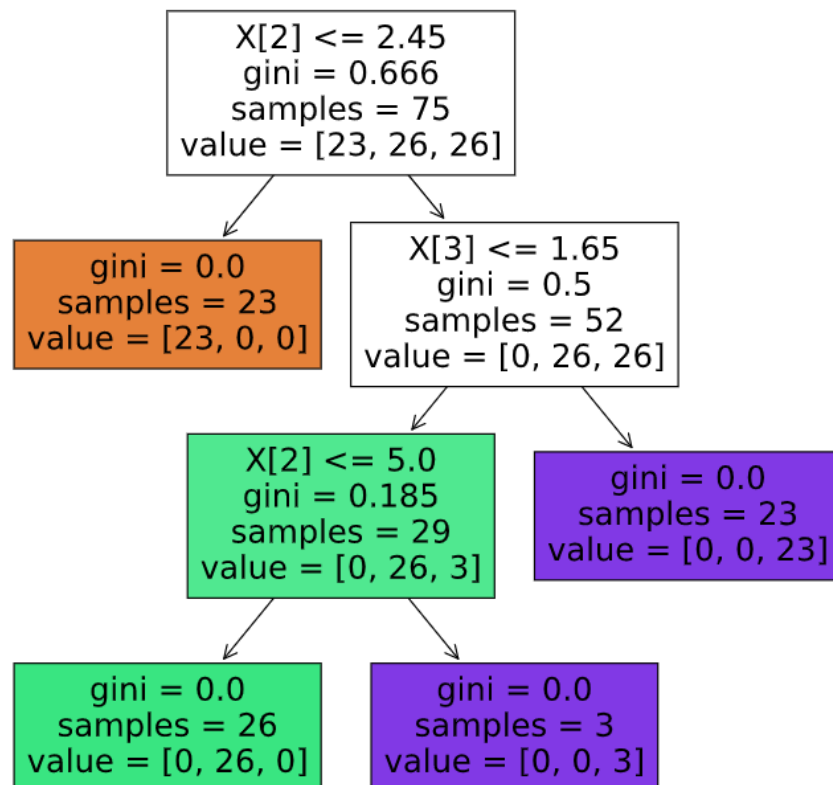 X[2] <= 2.45
gini = 0.666
samples = 75
value = [23, 26, 26]
gini = 0.0
samples = 23
value = [23, 0, 0]
X[3] <= 1.65
gini = 0.5
samples = 52
value = [0, 26, 26]
X[2] <= 5.0
gini = 0.185
samples = 29
value = [0, 26, 3]
gini = 0.0
samples = 23
value = [0, 0, 23]
gini = 0.0
samples = 26
value = [0, 26, 0]
gini = 0.0
samples = 3
value = [0, 0, 3]